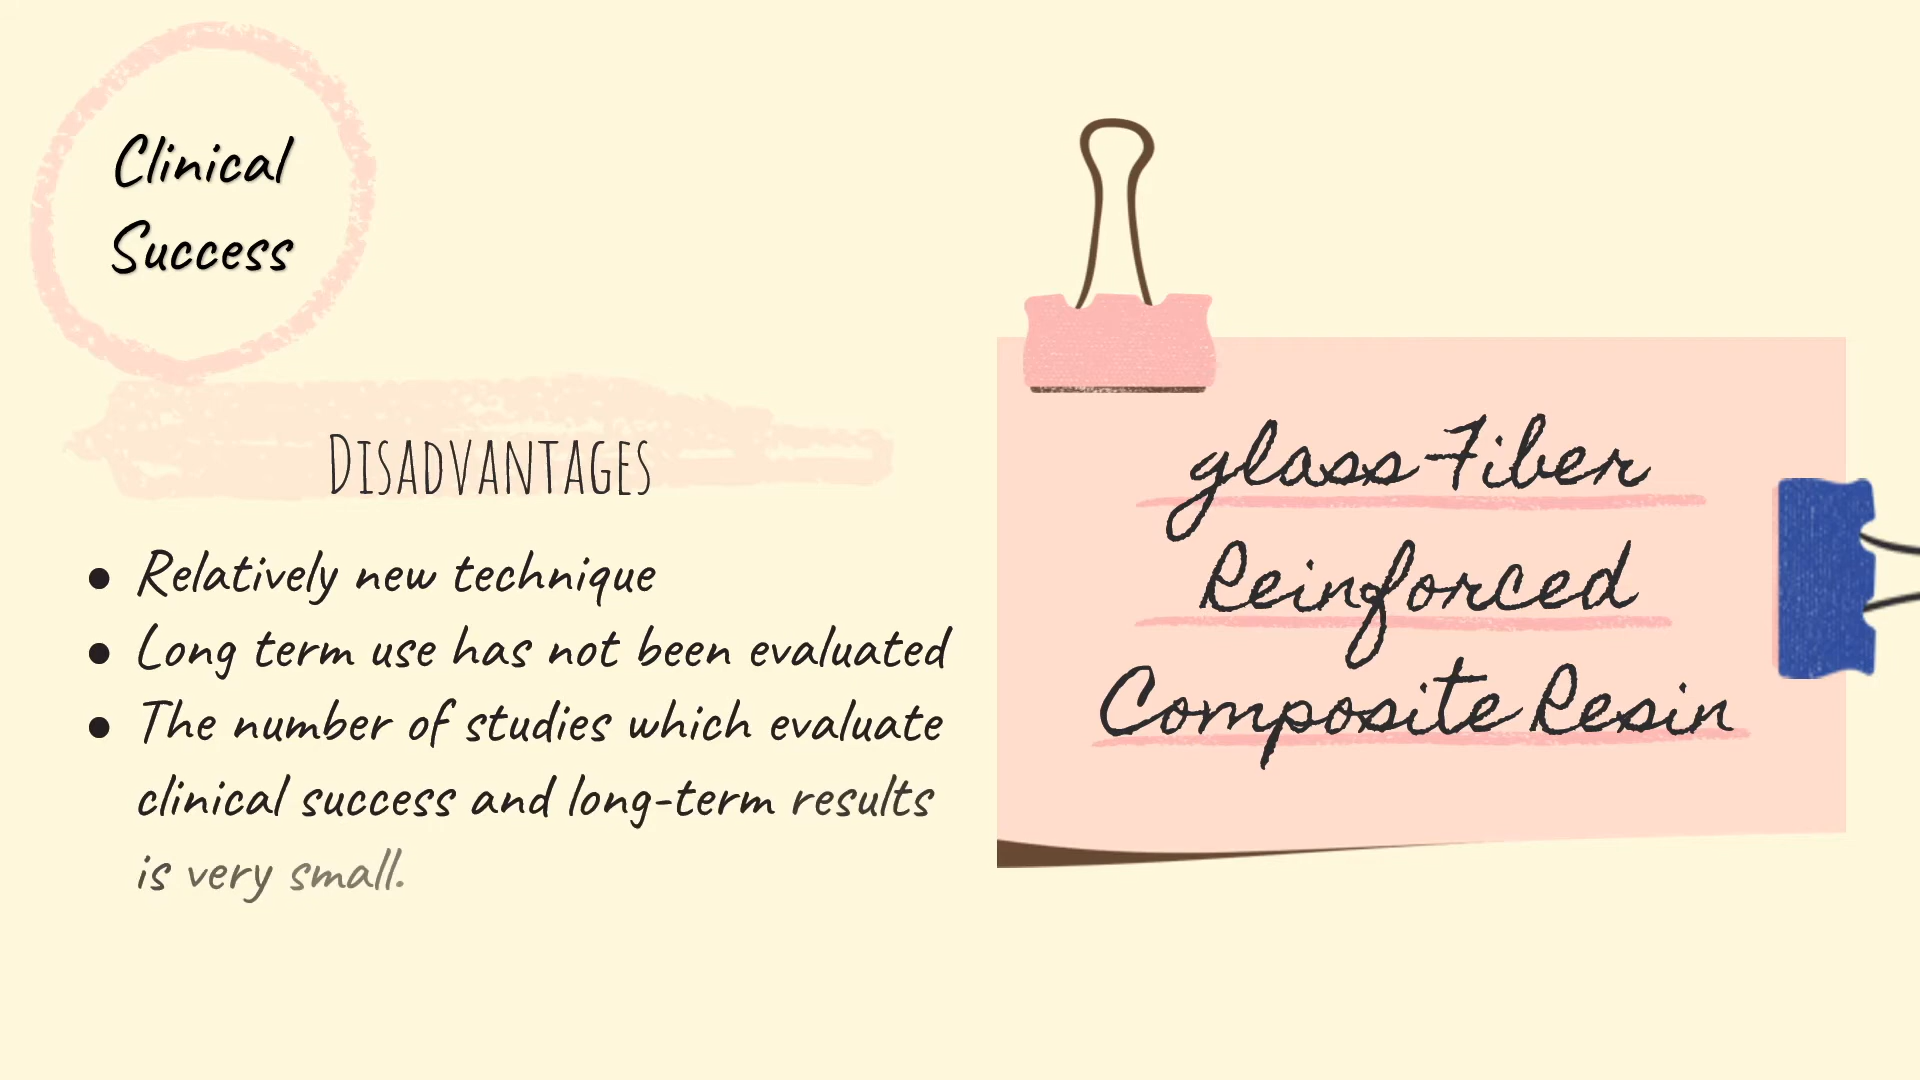 Clinical
Success
DISADVANTAGES
● Relatively new technique
● Long term use has not been evaluated
● The number of studies which evaluate
clinical success and long-term results
is very small.
glass Fiber
Reinforced
Composite Resin